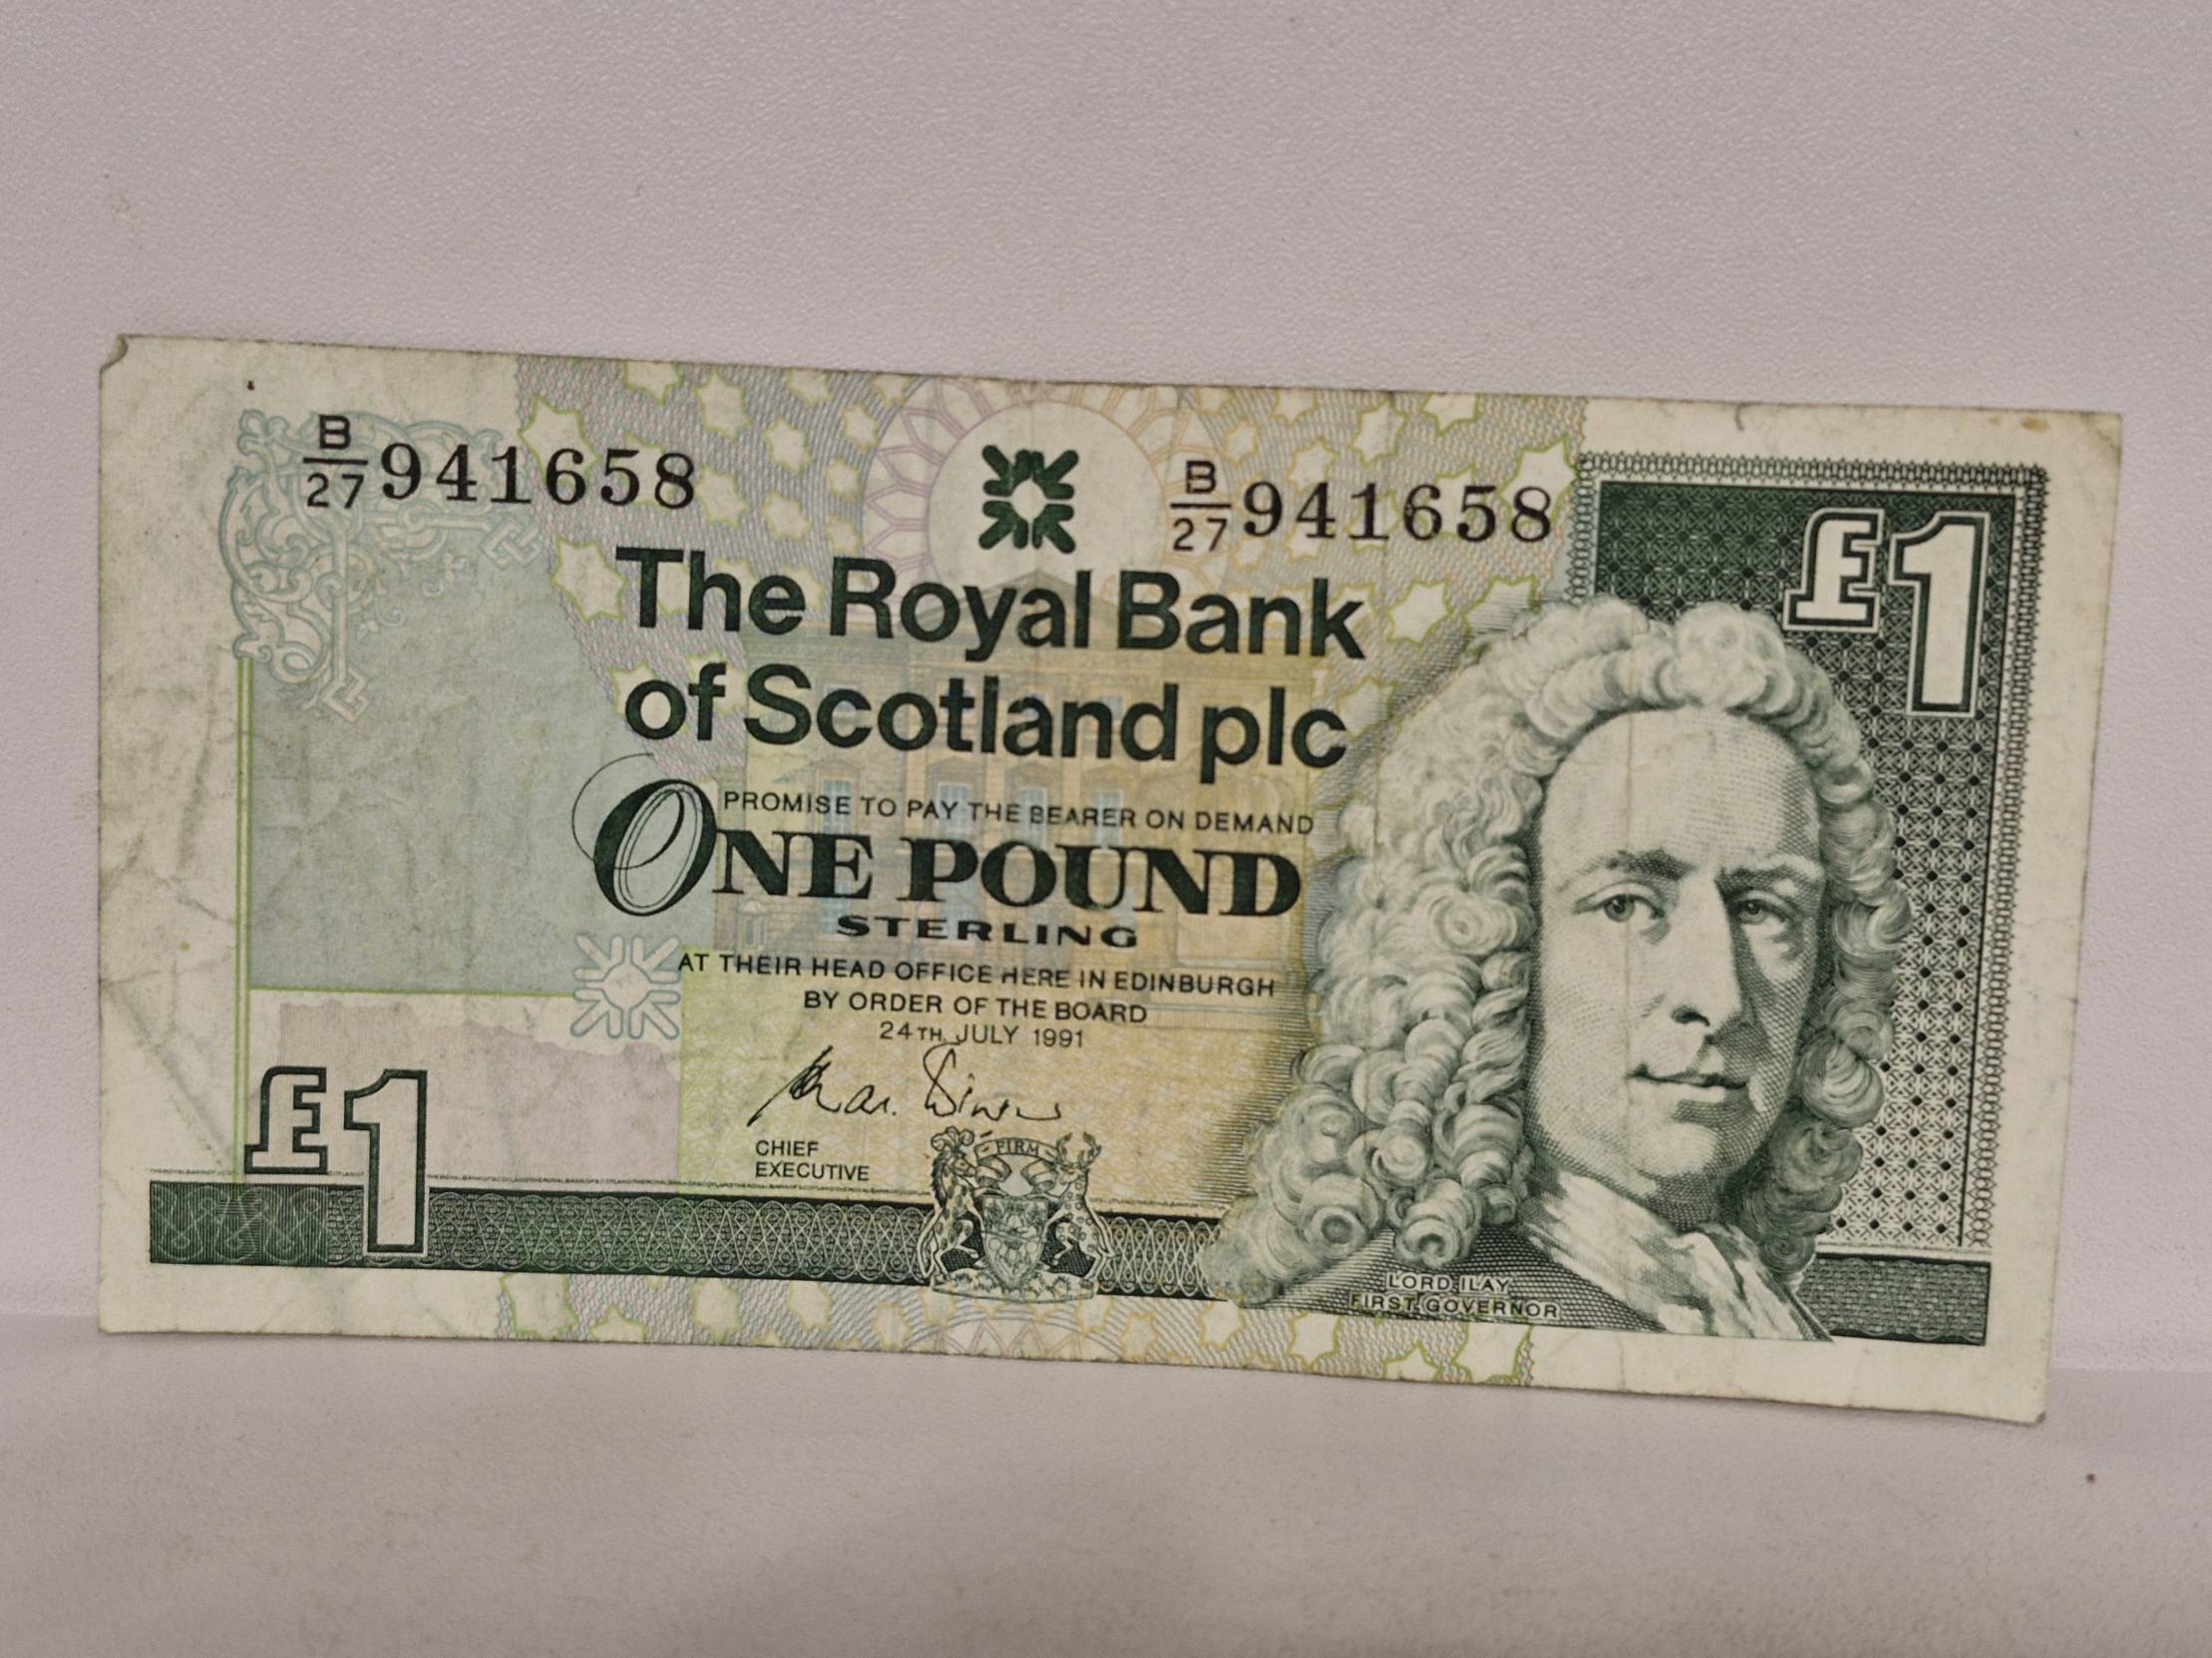 B/27 941658
B/27 941658
£1
The Royal Bank
of Scotland plc
PROMISE TO PAY THE BEARER ON DEMAND
ONE POUND
STERLING
AT THEIR HEAD OFFICE HERE IN EDINBURGH
BY ORDER OF THE BOARD
24TH JULY 1991
CHIEF
EXECUTIVE
£1
FIRM
LORD ILAY
FIRST GOVERNOR